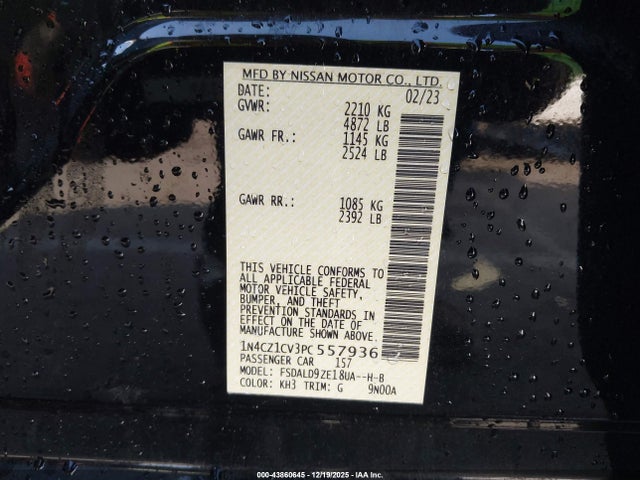 MFD BY NISSAN MOTOR CO., LTD.
DATE: 02/23
GVWR: 2210 KG
4872 LB
GAWR FR.: 1145 KG
2524 LB
GAWR RR.: 1085 KG
2392 LB
THIS VEHICLE CONFORMS TO
ALL APPLICABLE FEDERAL
MOTOR VEHICLE SAFETY,
BUMPER, AND THEFT
PREVENTION STANDARDS IN
EFFECT ON THE DATE OF
MANUFACTURE SHOWN ABOVE.
1N4CZ1CV3PC557936
PASSENGER CAR 157
MODEL: FSDALD9ZE18UA--H-B
COLOR: KH3 TRIM: G 9N00A
000-43860645 - 12/19/2025 - IAA Inc.